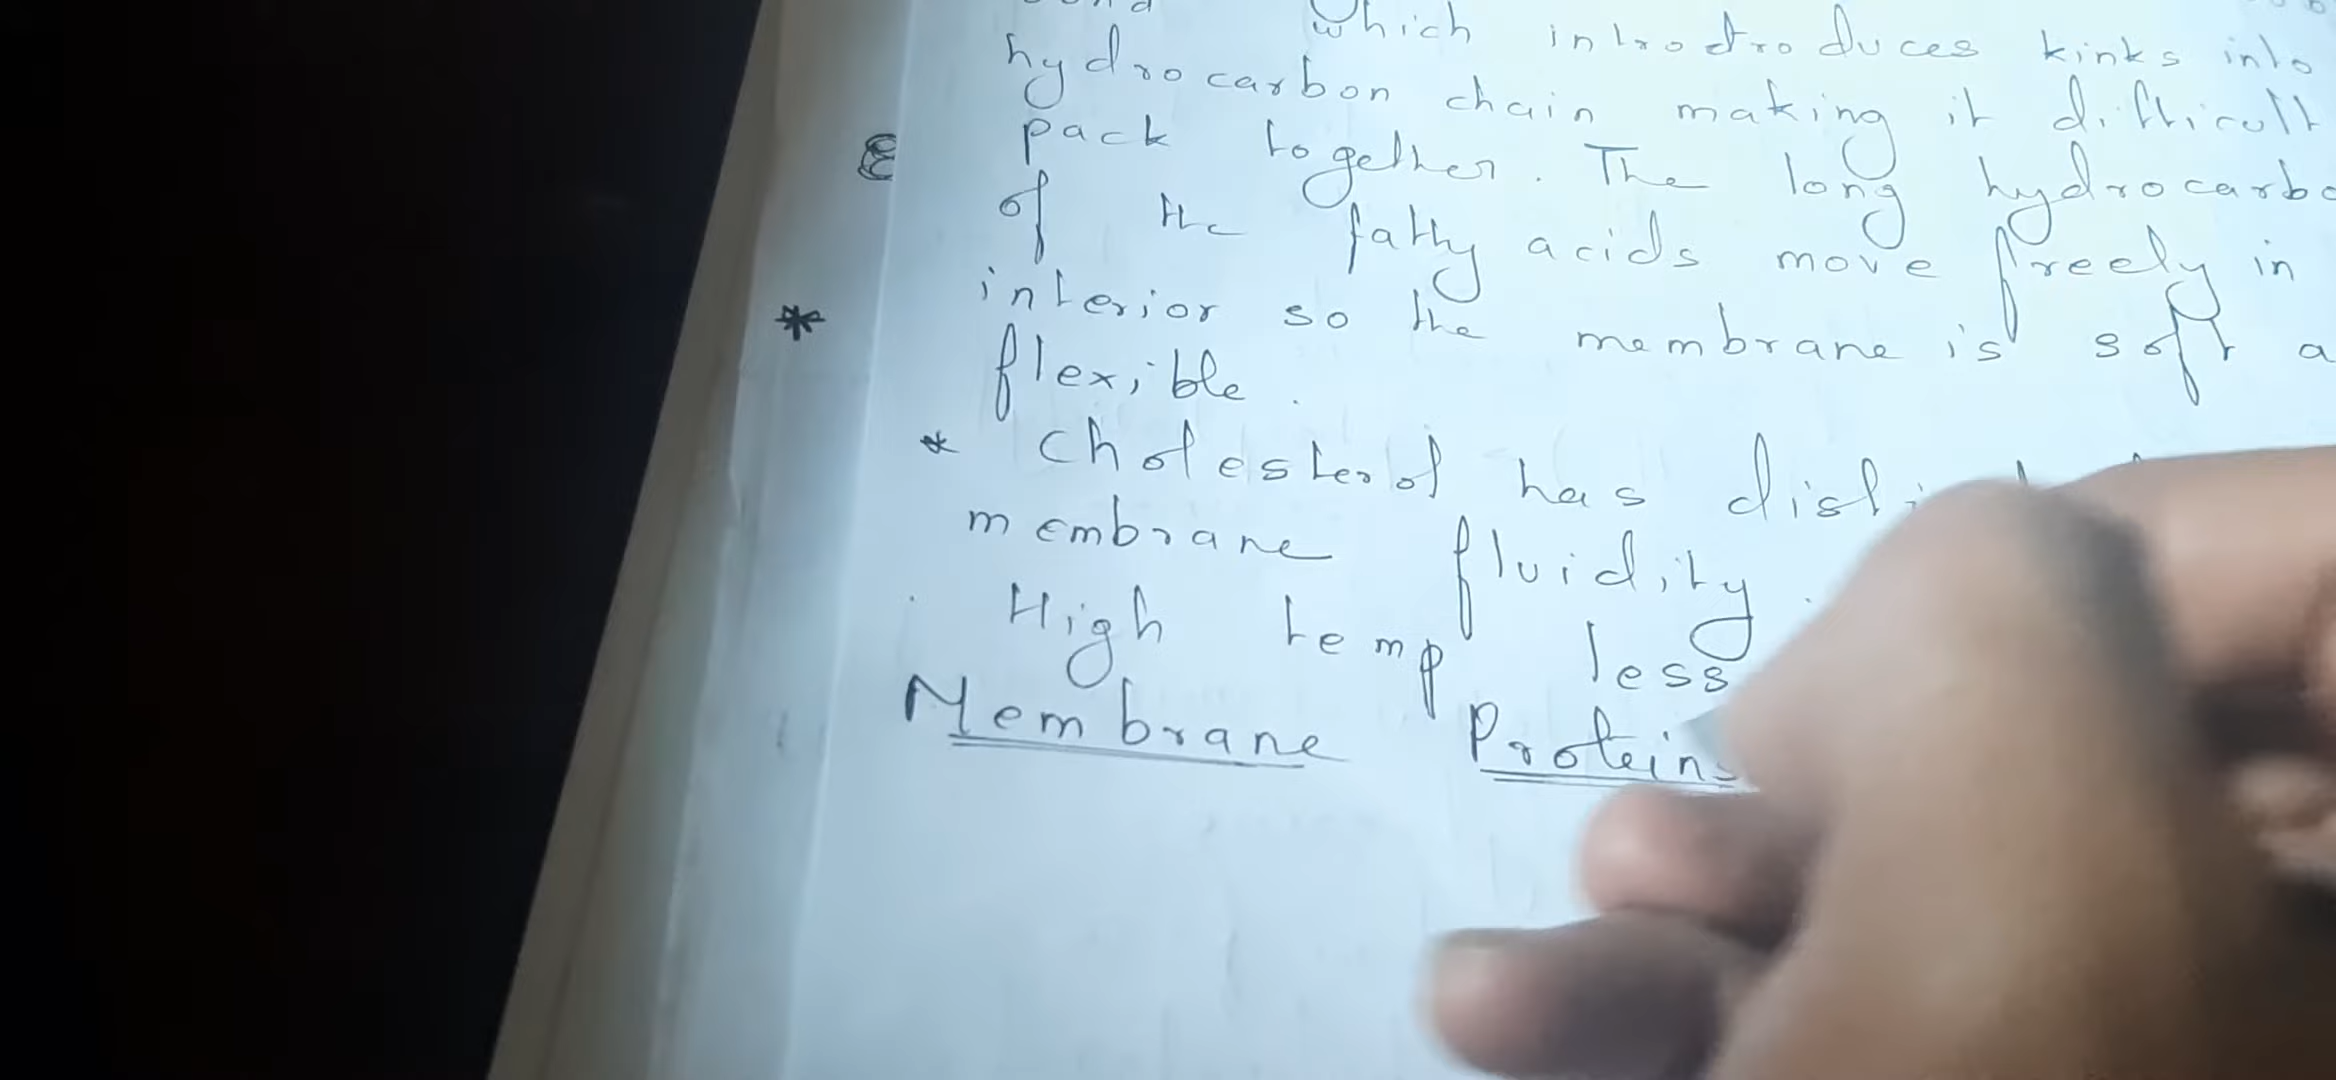 which introdroduces kinks into
hydrocarbon chain making it difficult
pack together. The long
of the fatty acids move freely in
interior so the membrane is soft
flexible.
* Cholesterol has
membrane fluidity.
High temp less
Membrane Proteins